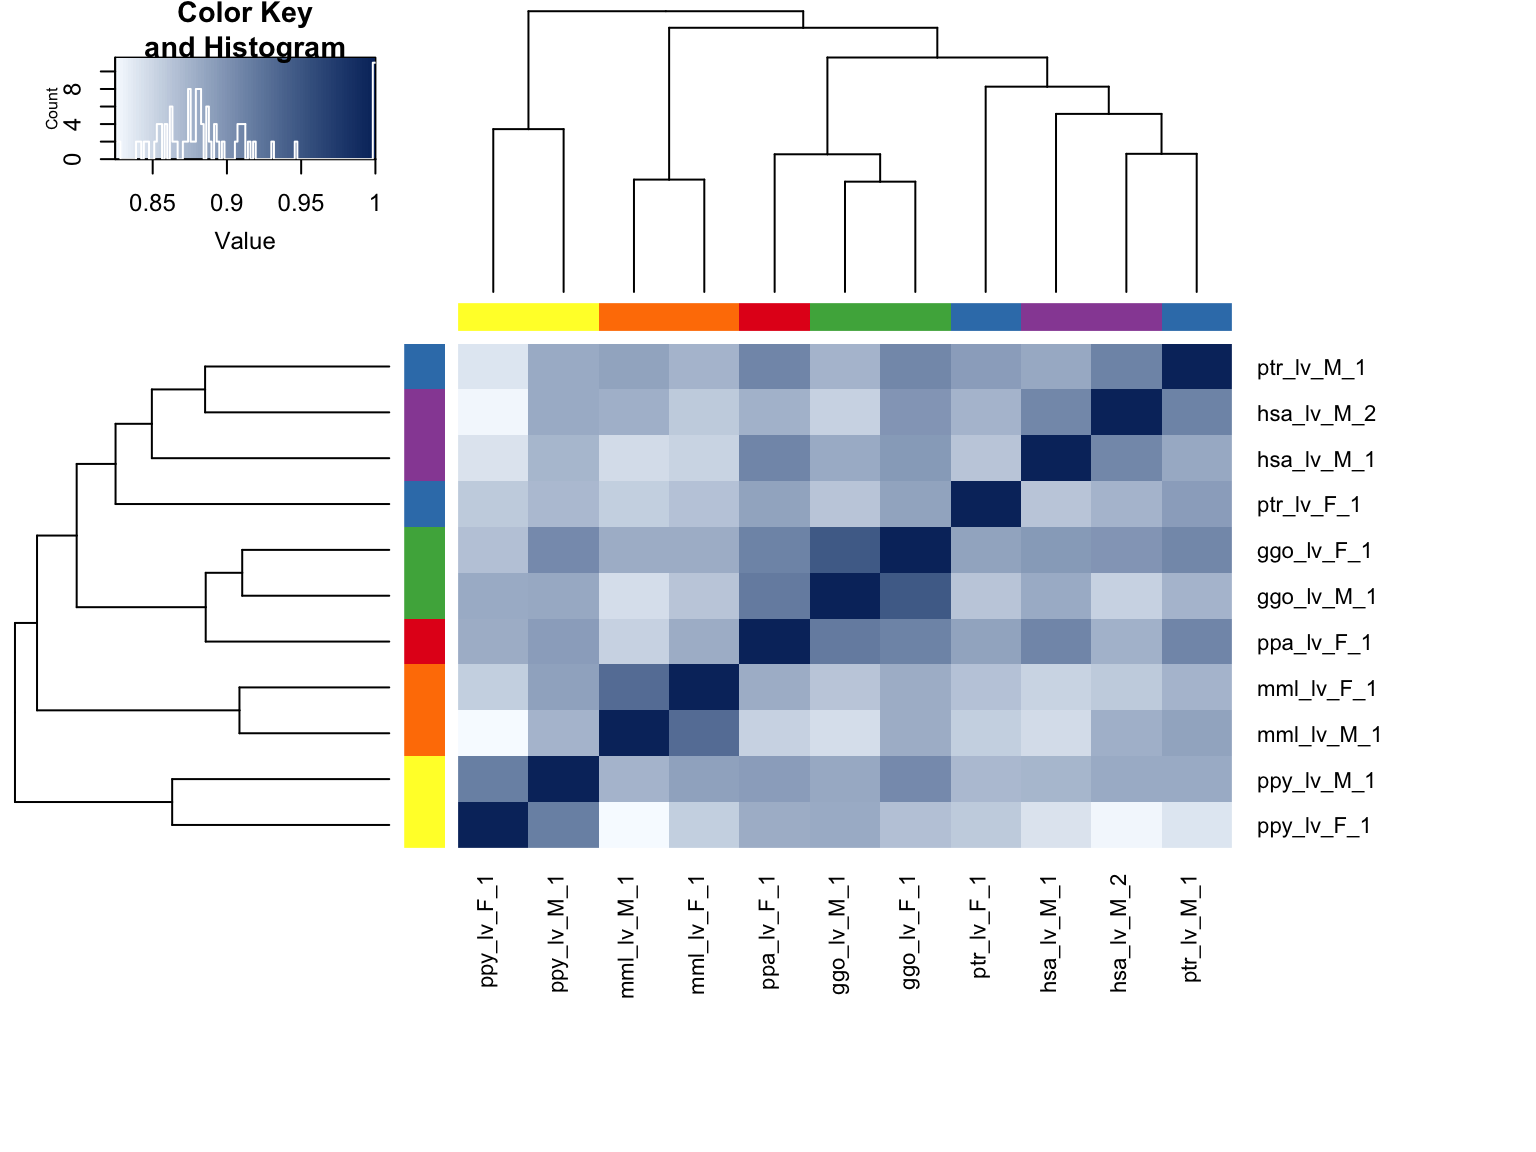 Color Key
and Histogram
Count
0 4 8
0.85 0.9 0.95 1
Value
ptr_lv_M_1
hsa_lv_M_2
hsa_lv_M_1
ptr_lv_F_1
ggo_lv_F_1
ggo_lv_M_1
ppa_lv_F_1
mml_lv_F_1
mml_lv_M_1
ppy_lv_M_1
ppy_lv_F_1
ppy_lv_F_1
ppy_lv_M_1
mml_lv_M_1
mml_lv_F_1
ppa_lv_F_1
ggo_lv_M_1
ggo_lv_F_1
ptr_lv_F_1
hsa_lv_M_1
hsa_lv_M_2
ptr_lv_M_1